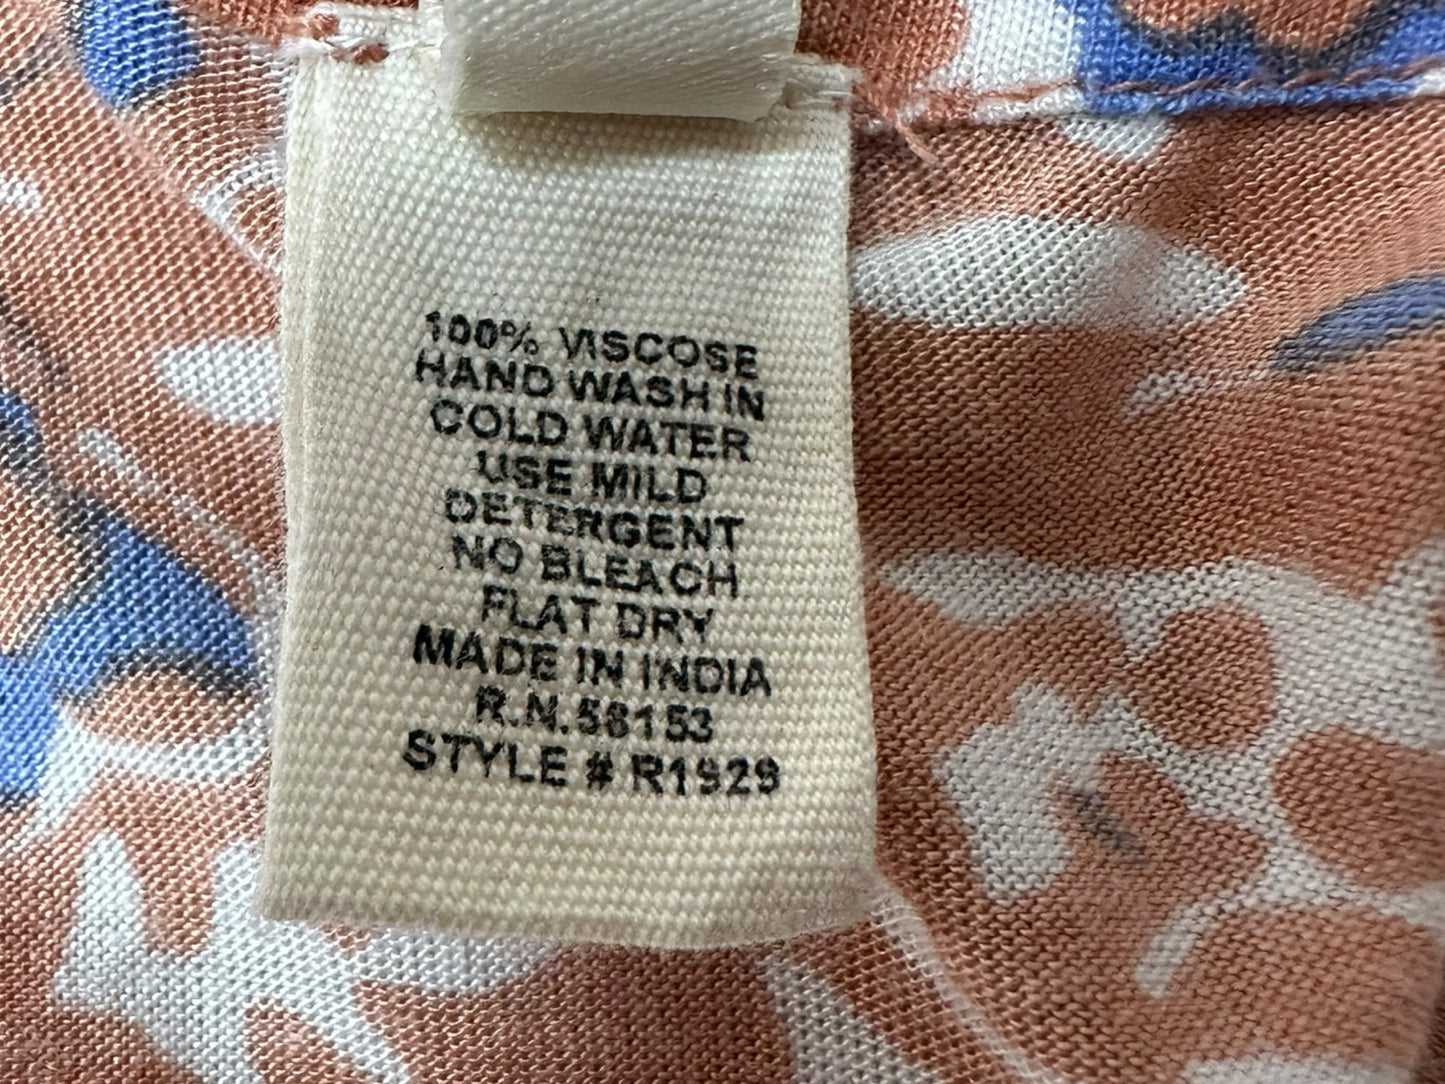 100% VISCOSE
HAND WASH IN
COLD WATER
USE MILD
DETERGENT
NO BLEACH
FLAT DRY
MADE IN INDIA
R.N.58153
STYLE # R1929